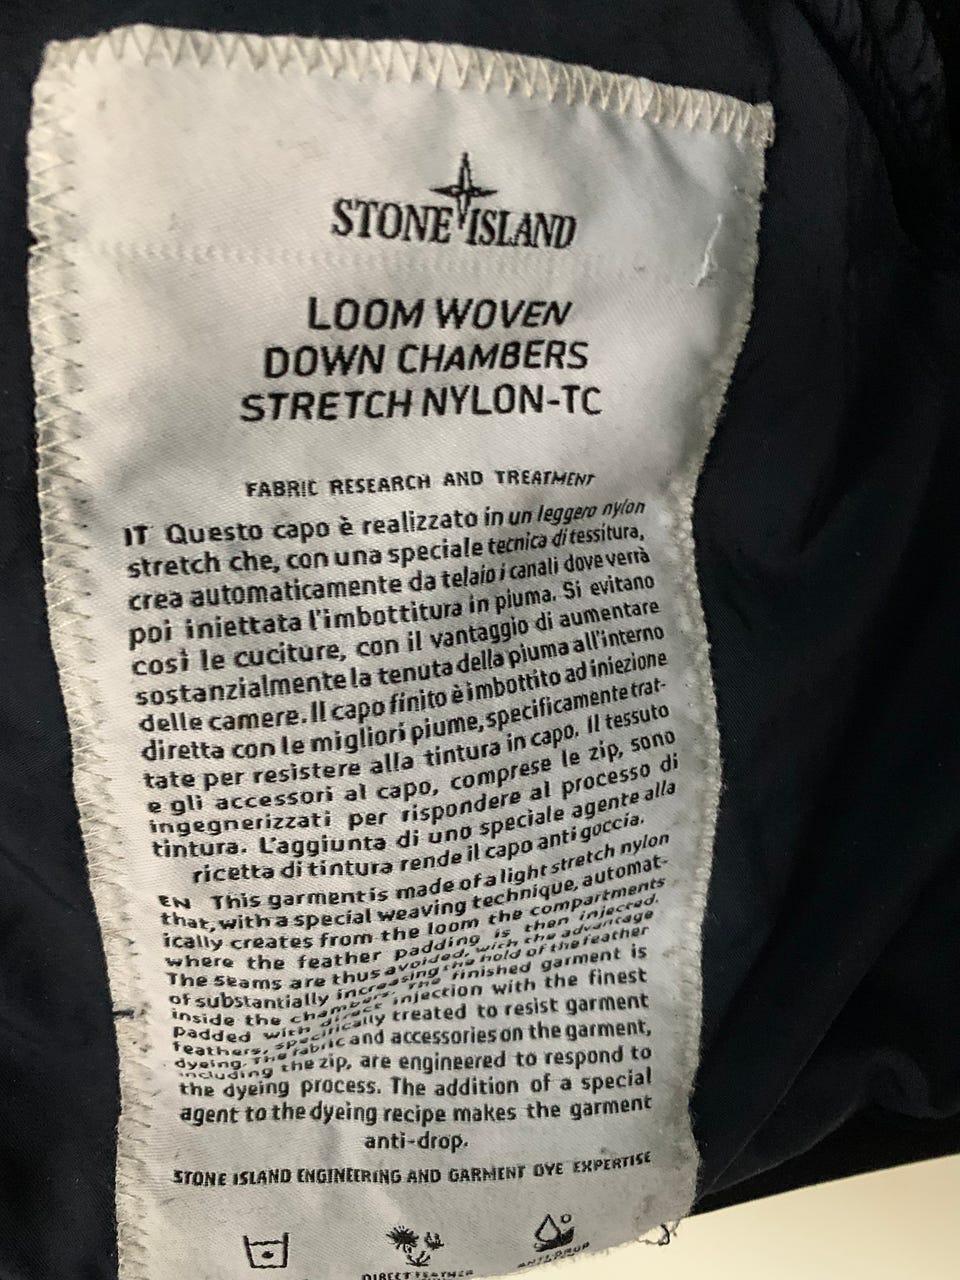 STONE ISLAND
LOOM WOVEN
DOWN CHAMBERS
STRETCH NYLON-TC
FABRIC RESEARCH AND TREATMENT
IT Questo capo è realizzato in un leggero nylon
stretch che, con una speciale tecnica di tessitura,
crea automaticamente da telaio i canali dove verrà
poi iniettata l'imbottitura in piuma. Si evitano
così le cuciture, con il vantaggio di aumentare
sostanzialmente la tenuta della piuma all'interno
delle camere. Il capo finito è imbottito ad iniezione
diretta con le migliori piume, specificamente trat-
tate per resistere alla tintura in capo. Il tessuto
e gli accessori al capo, comprese le zip, sono
ingegnerizzati per rispondere al processo di
tintura. L'aggiunta di uno speciale agente alla
ricetta di tintura rende il capo anti goccia.
EN This garment is made of a light stretch nylon
that, with a special weaving technique, automat-
ically creates from the loom the compartments
where the feather padding is then injected.
The seams are thus avoided, with the advantage
of substantially increasing the hold of the feather
inside the chambers. The finished garment is
padded with direct injection with the finest
feathers, specifically treated to resist garment
dyeing. The fabric and accessories on the garment,
including the zip, are engineered to respond to
the dyeing process. The addition of a special
agent to the dyeing recipe makes the garment
anti-drop.
STONE ISLAND ENGINEERING AND GARMENT DYE EXPERTISE
DIRECT FEATHER
ANTI-DROP